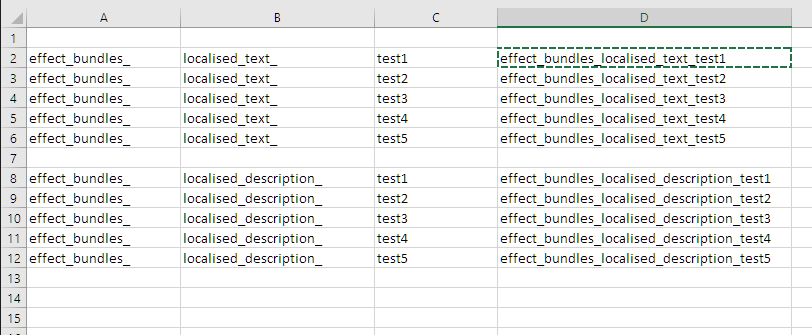 A B C D
1
2 effect_bundles_ localised_text_ test1 effect_bundles_localised_text_test1
3 effect_bundles_ localised_text_ test2 effect_bundles_localised_text_test2
4 effect_bundles_ localised_text_ test3 effect_bundles_localised_text_test3
5 effect_bundles_ localised_text_ test4 effect_bundles_localised_text_test4
6 effect_bundles_ localised_text_ test5 effect_bundles_localised_text_test5
7
8 effect_bundles_ localised_description_ test1 effect_bundles_localised_description_test1
9 effect_bundles_ localised_description_ test2 effect_bundles_localised_description_test2
10 effect_bundles_ localised_description_ test3 effect_bundles_localised_description_test3
11 effect_bundles_ localised_description_ test4 effect_bundles_localised_description_test4
12 effect_bundles_ localised_description_ test5 effect_bundles_localised_description_test5
13
14
15